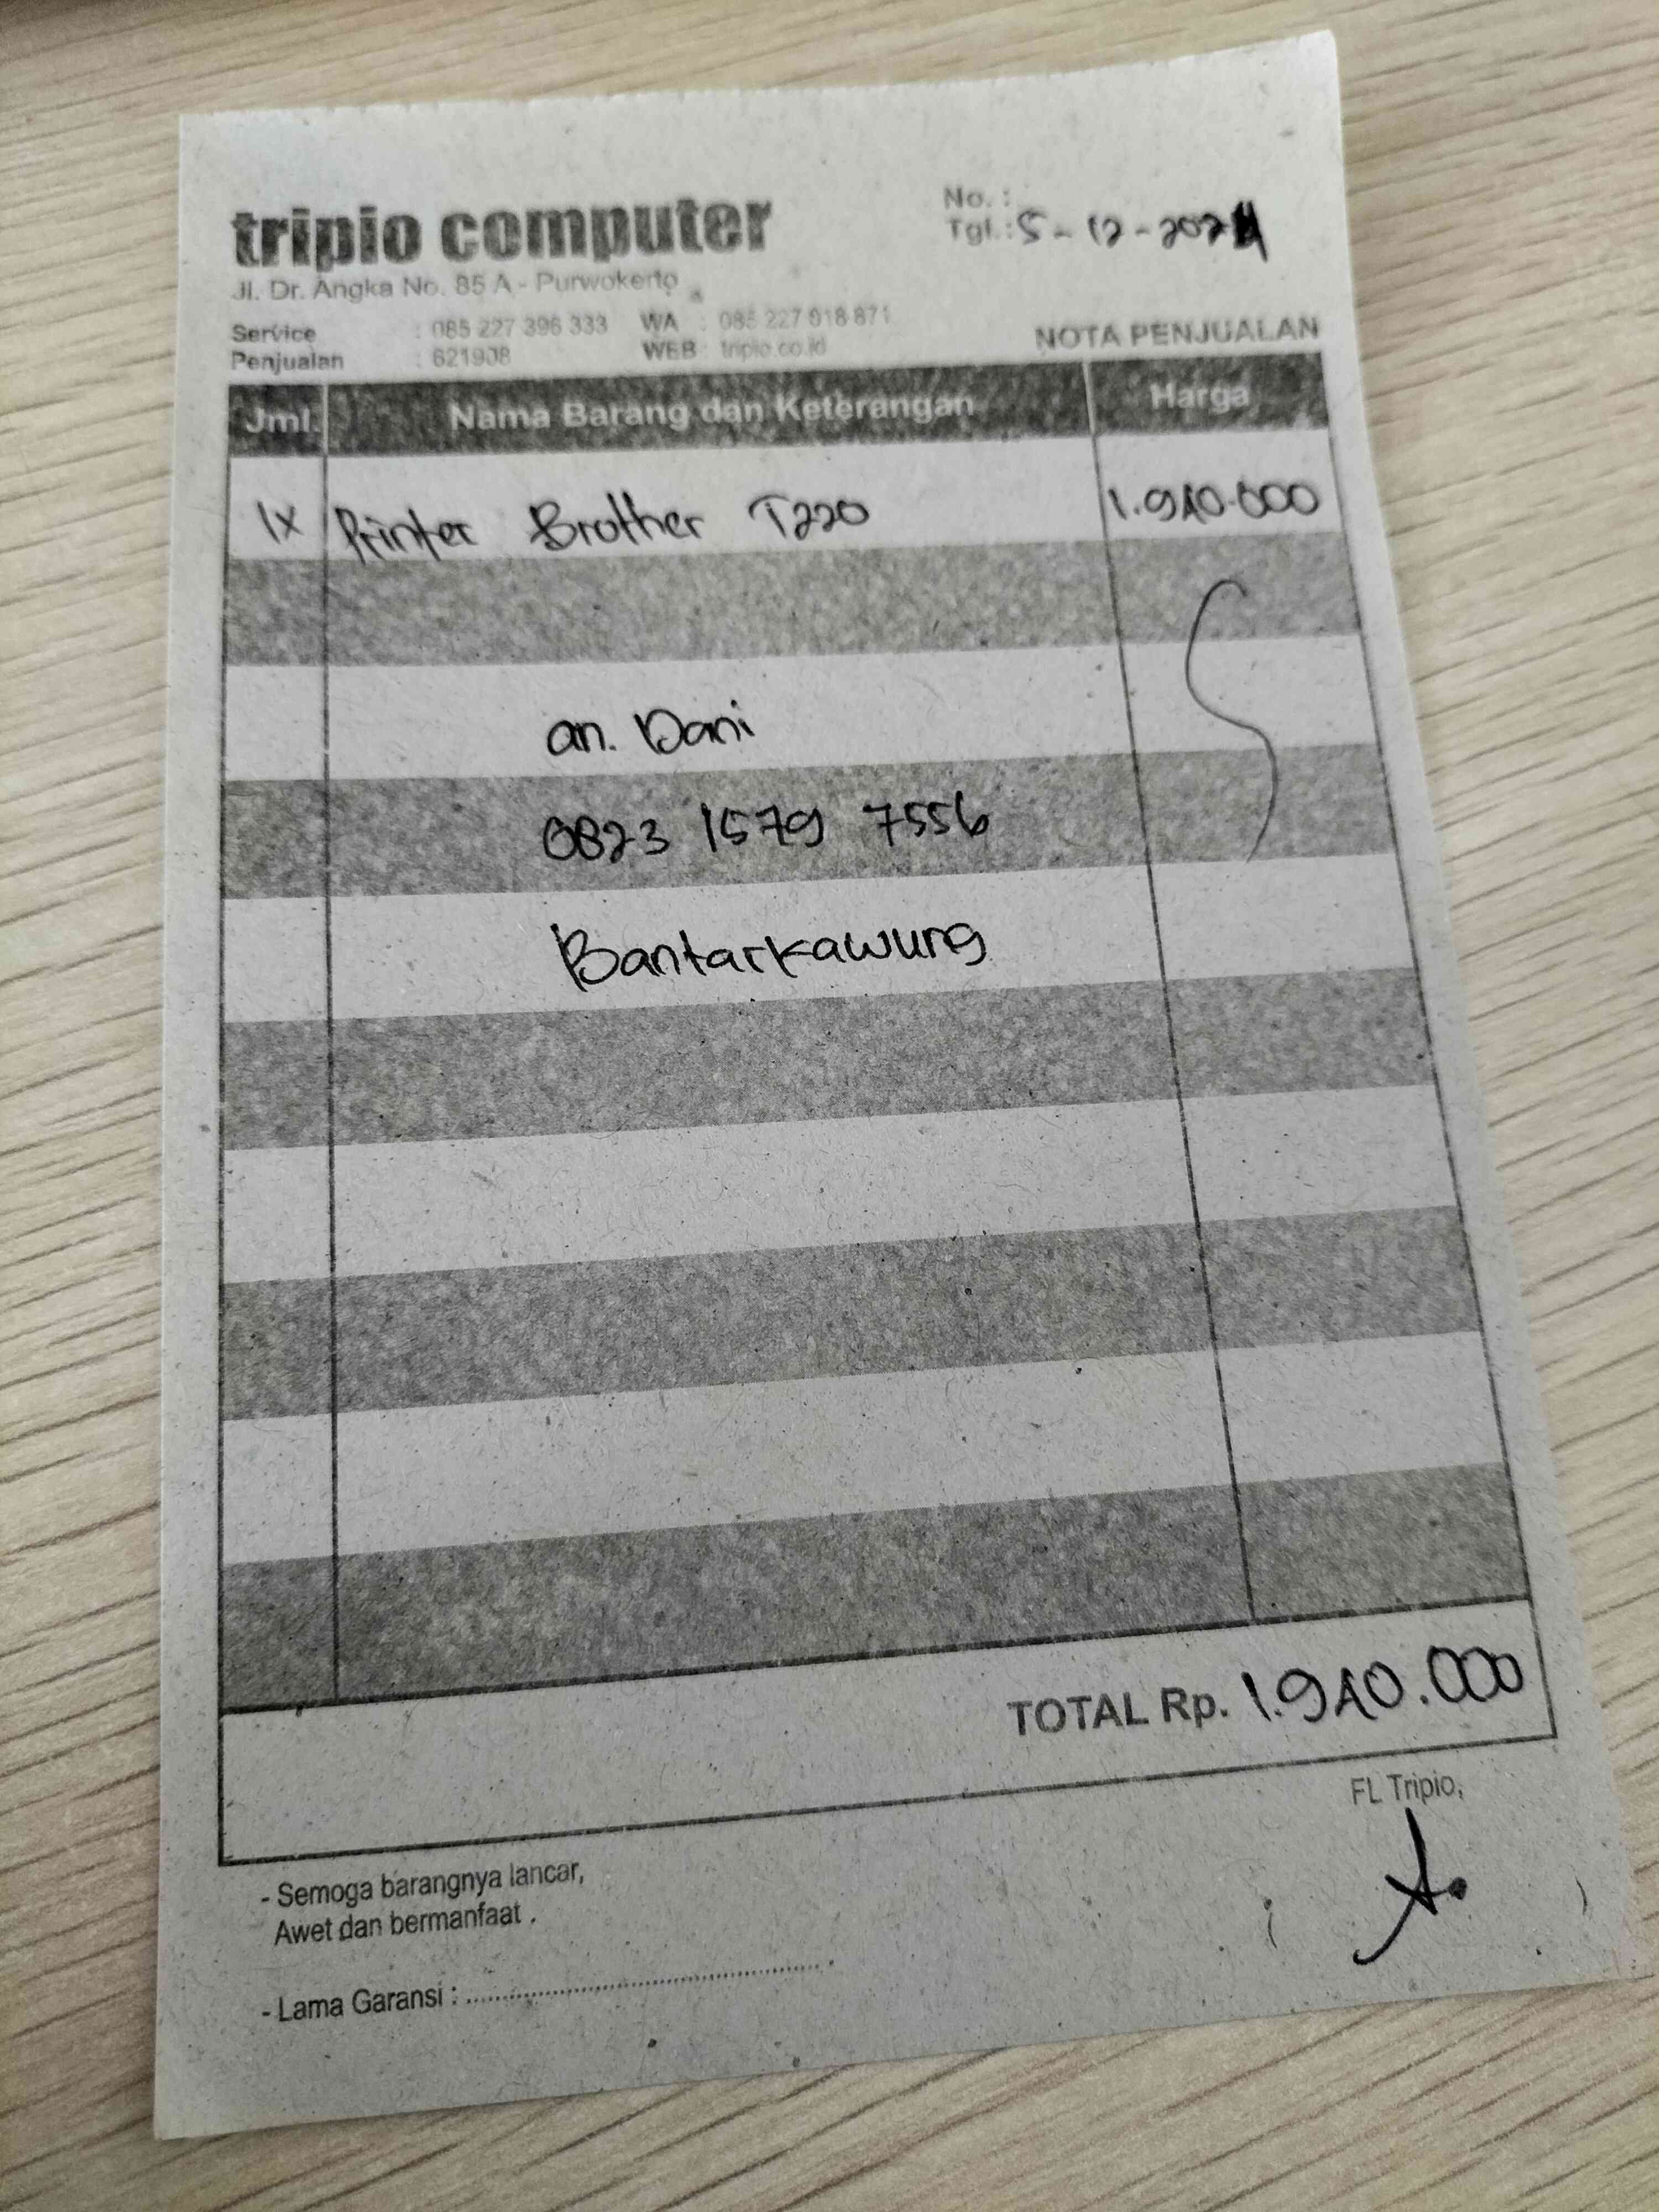 tripio computer
No. :
Tgl.: 5-12-2024
Jl. Dr. Angka No. 85 A - Purwokerto
Service : 085 227 396 333 WA : 085 227 018 871
Penjualan : 621908 WEB : tripio.co.id
NOTA PENJUALAN
Jml. Nama Barang dan Keterangan Harga
1x Printer Brother T220 1.910.000
an. Dani
0823 1579 7556
Bantarkawung
TOTAL Rp. 1.910.000
FL Tripio,
- Semoga barangnya lancar,
Awet dan bermanfaat .
- Lama Garansi : ....................................................